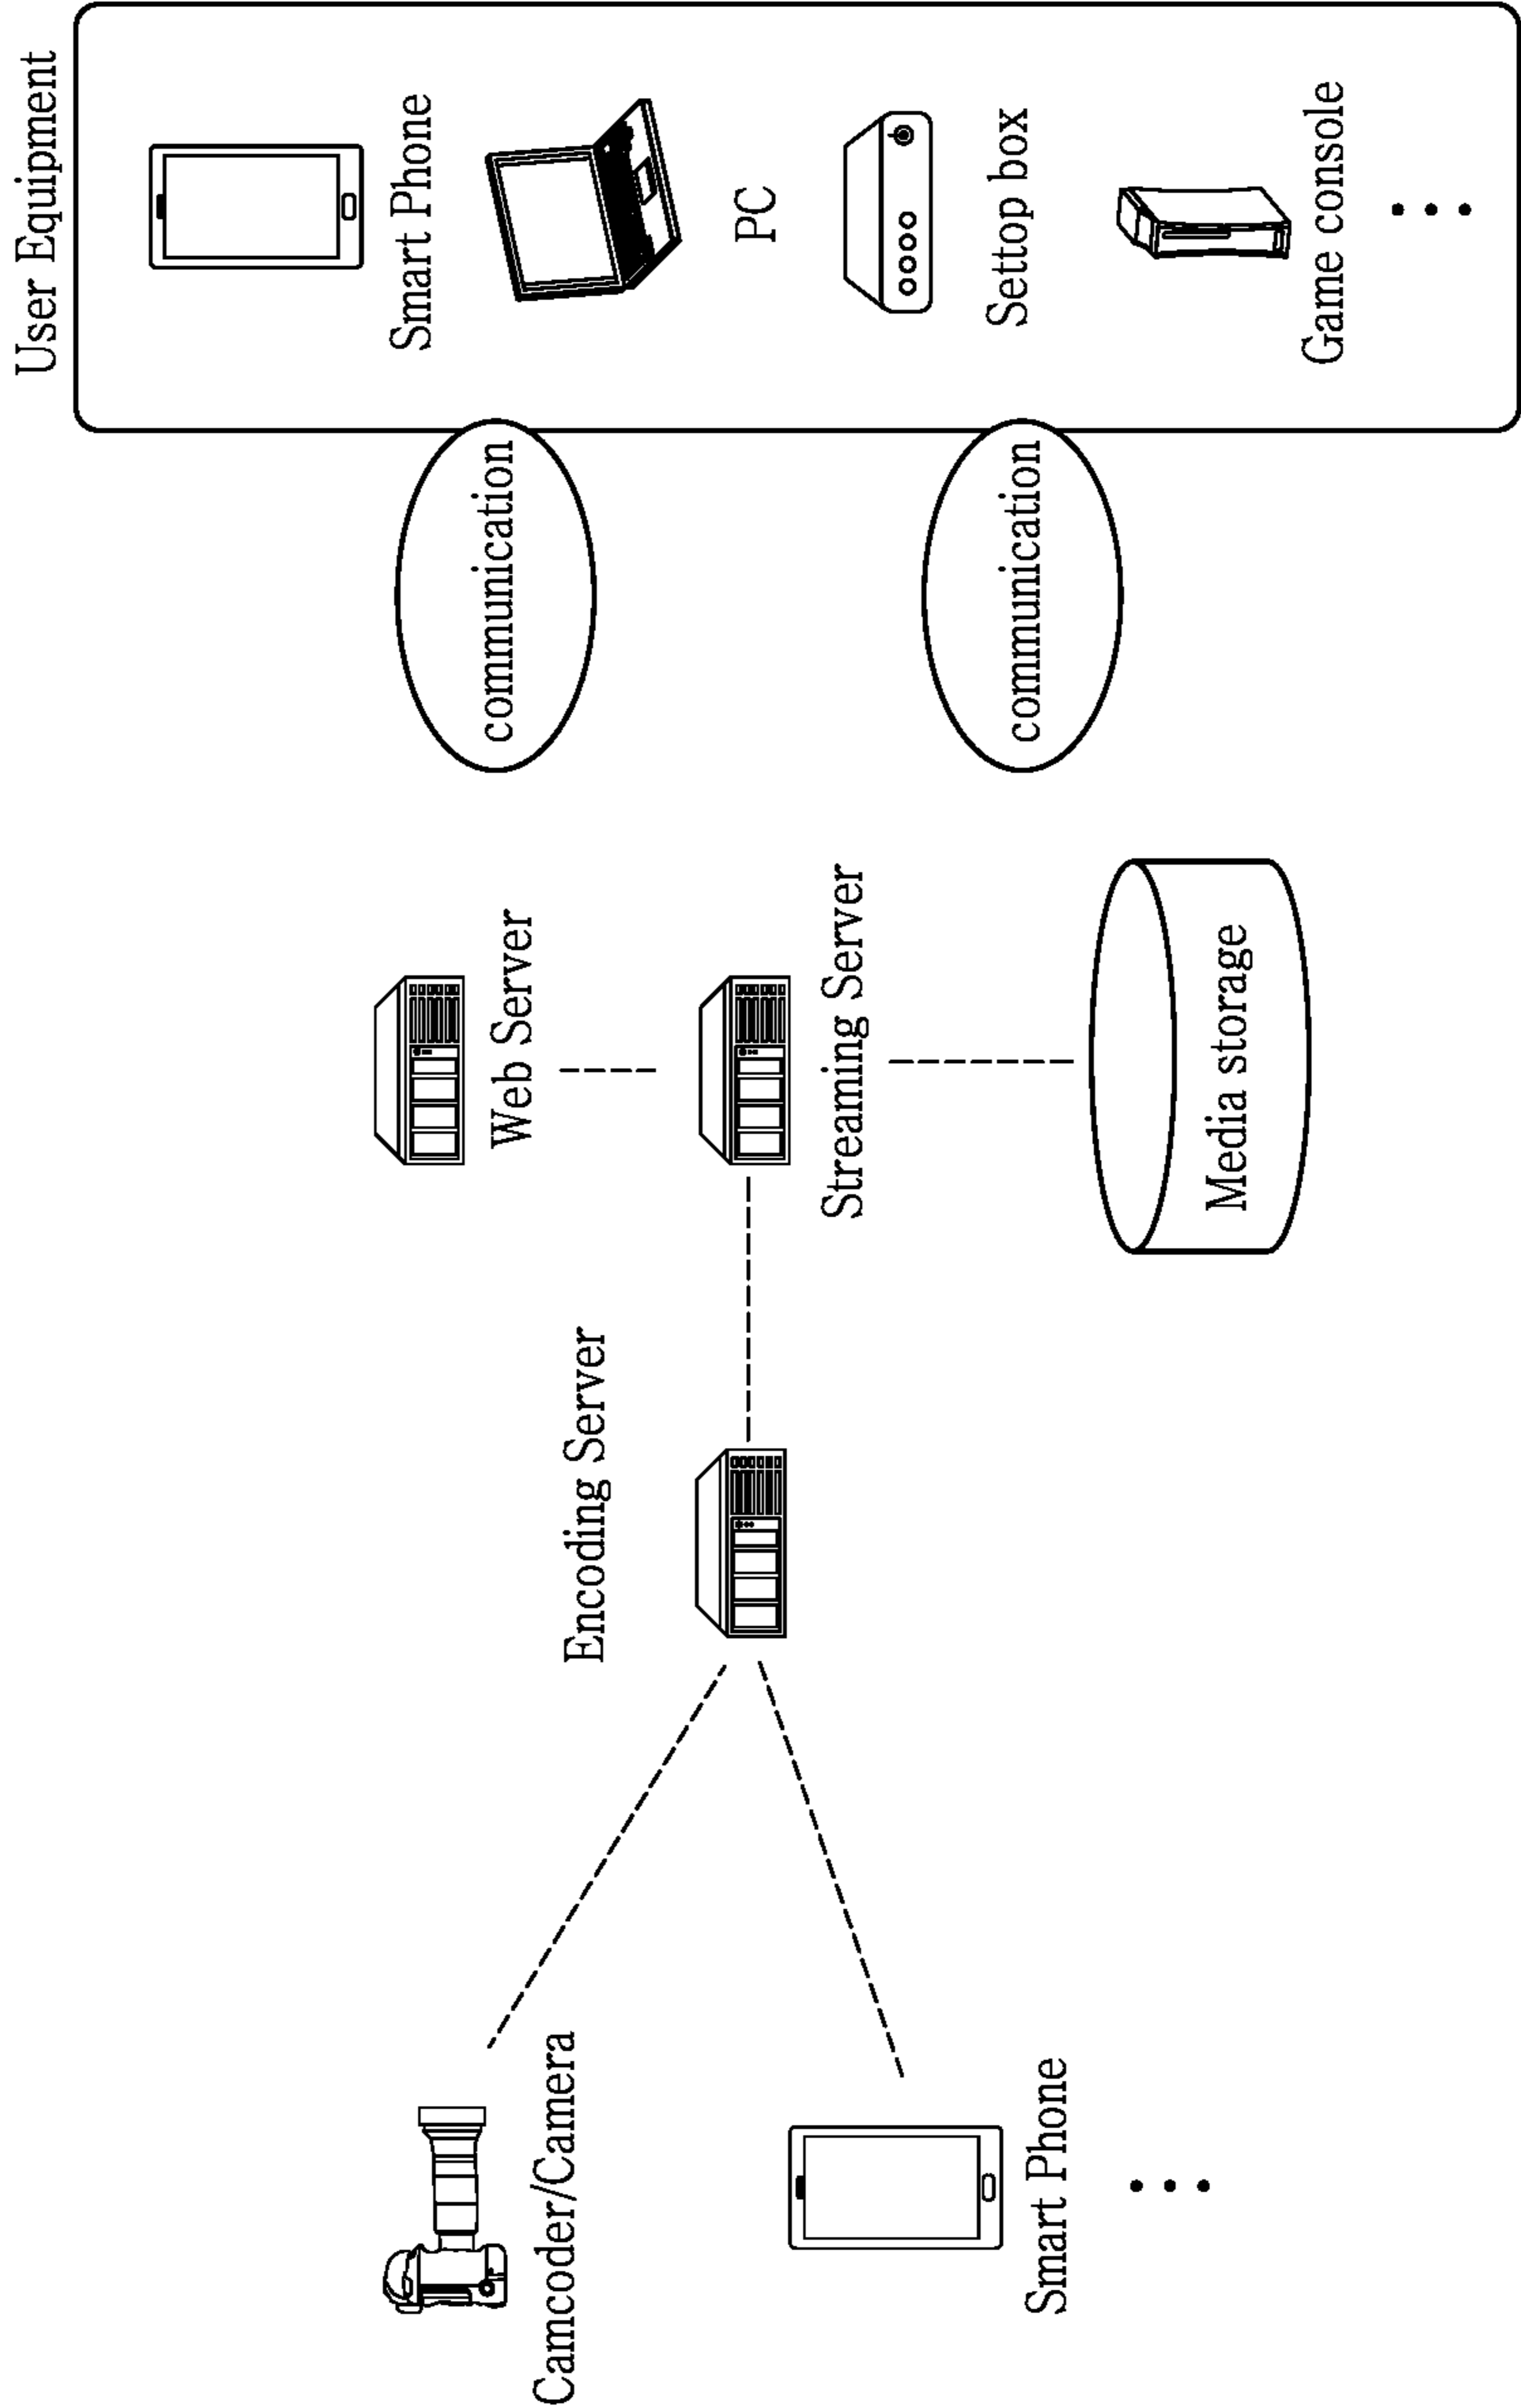 User Equipment
Smart Phone
PC
Settop box
Game console
communication
communication
Web Server
Streaming Server
Media storage
Encoding Server
Camcoder/Camera
Smart Phone